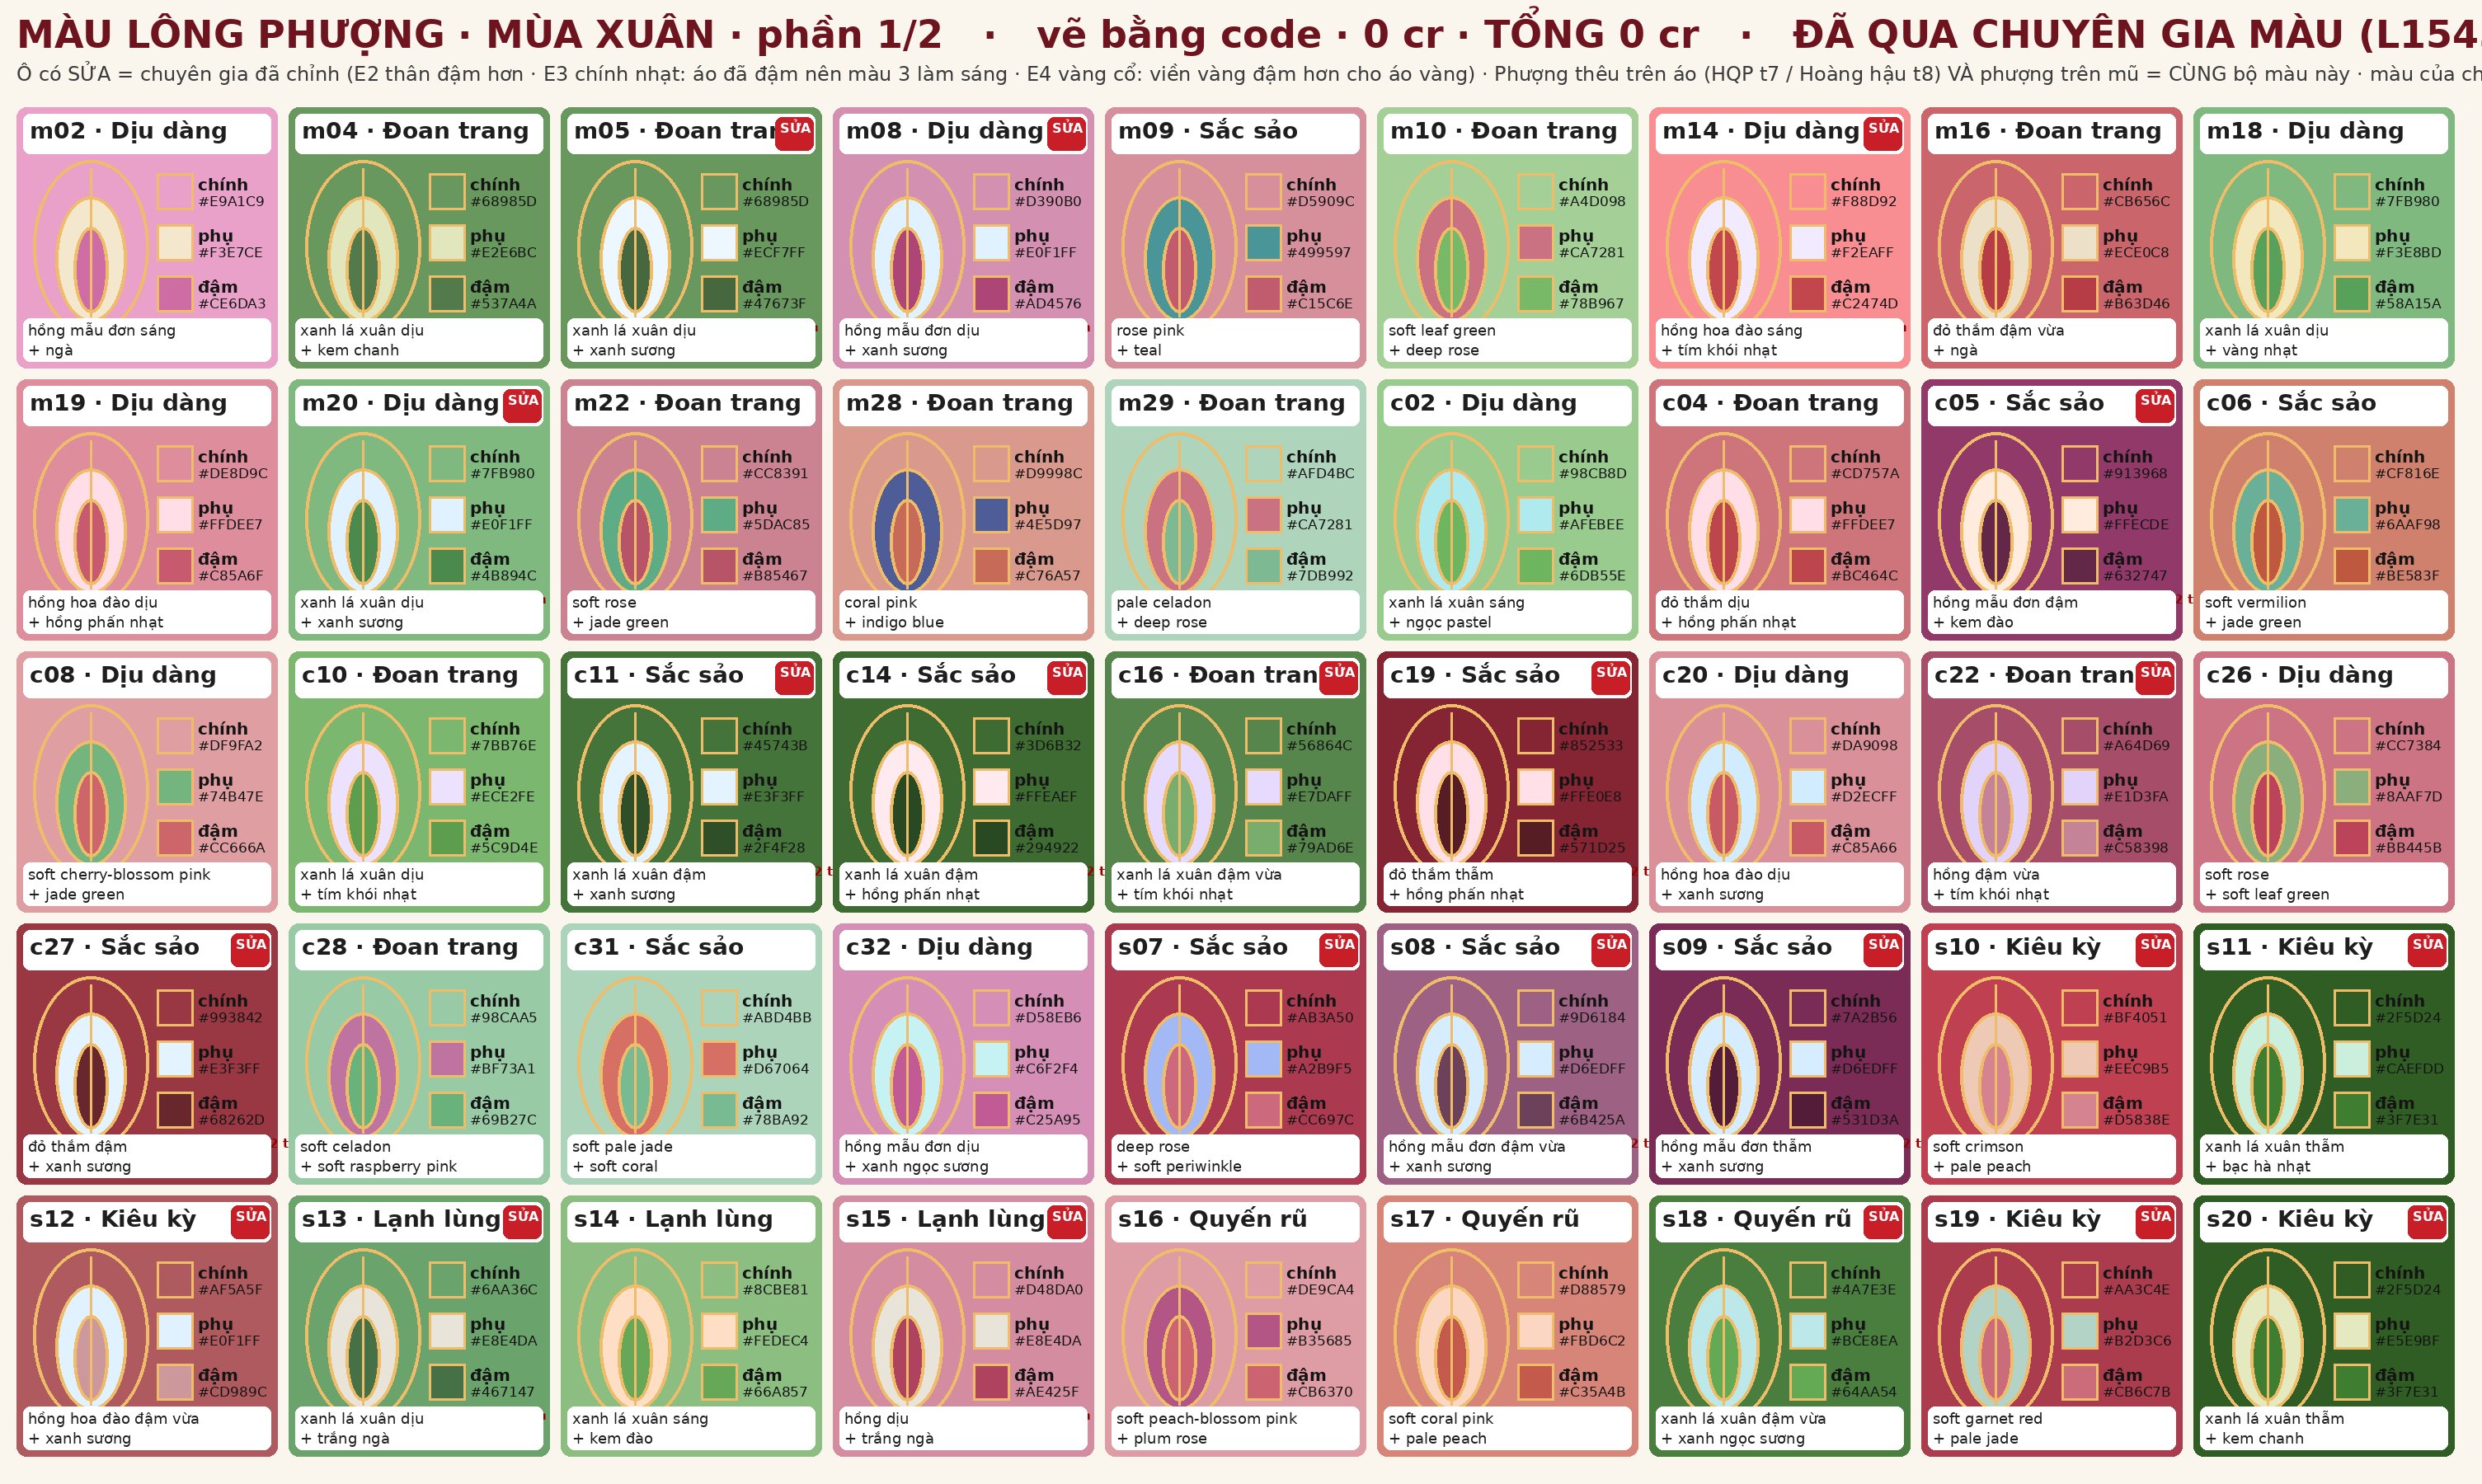 MÀU LÔNG PHƯỢNG · MÙA XUÂN · phần 1/2 · vẽ bằng code · 0 cr · TỔNG 0 cr · ĐÃ QUA CHUYÊN GIA MÀU (L154
Ô có SỬA = chuyên gia đã chỉnh (E2 thân đậm hơn · E3 chính nhạt: áo đã đậm nên màu 3 làm sáng · E4 vàng cổ: viền vàng đậm hơn cho áo vàng) · Phượng thêu trên áo (HQP t7 / Hoàng hậu t8) VÀ phượng trên mũ = CÙNG bộ màu này · màu của ch
m02 · Dịu dàng
chính
#E9A1C9
phụ
#F3E7CE
đậm
#CE6DA3
hồng mẫu đơn sáng
+ ngà
m04 · Đoan trang
chính
#68985D
phụ
#E2E6BC
đậm
#537A4A
xanh lá xuân dịu
+ kem chanh
m05 · Đoan tran
SỬA
chính
#68985D
phụ
#ECF7FF
đậm
#47673F
xanh lá xuân dịu
+ xanh sương
m08 · Dịu dàng
SỬA
chính
#D390B0
phụ
#E0F1FF
đậm
#AD4576
hồng mẫu đơn dịu
+ xanh sương
m09 · Sắc sảo
chính
#D5909C
phụ
#499597
đậm
#C15C6E
rose pink
+ teal
m10 · Đoan trang
chính
#A4D098
phụ
#CA7281
đậm
#78B967
soft leaf green
+ deep rose
m14 · Dịu dàng
SỬA
chính
#F88D92
phụ
#F2EAFF
đậm
#C2474D
hồng hoa đào sáng
+ tím khói nhạt
m16 · Đoan trang
chính
#CB656C
phụ
#ECE0C8
đậm
#B63D46
đỏ thắm đậm vừa
+ ngà
m18 · Dịu dàng
chính
#7FB980
phụ
#F3E8BD
đậm
#58A15A
xanh lá xuân dịu
+ vàng nhạt
m19 · Dịu dàng
chính
#DE8D9C
phụ
#FFDEE7
đậm
#C85A6F
hồng hoa đào dịu
+ hồng phấn nhạt
m20 · Dịu dàng
SỬA
chính
#7FB980
phụ
#E0F1FF
đậm
#4B894C
xanh lá xuân dịu
+ xanh sương
m22 · Đoan trang
chính
#CC8391
phụ
#5DAC85
đậm
#B85467
soft rose
+ jade green
m28 · Đoan trang
chính
#D9998C
phụ
#4E5D97
đậm
#C76A57
coral pink
+ indigo blue
m29 · Đoan trang
chính
#AFD4BC
phụ
#CA7281
đậm
#7DB992
pale celadon
+ deep rose
c02 · Dịu dàng
chính
#98CB8D
phụ
#AFEBEE
đậm
#6DB55E
xanh lá xuân sáng
+ ngọc pastel
c04 · Đoan trang
chính
#CD757A
phụ
#FFDEE7
đậm
#BC464C
đỏ thắm dịu
+ hồng phấn nhạt
c05 · Sắc sảo
SỬA
chính
#913968
phụ
#FFECDE
đậm
#632747
hồng mẫu đơn đậm
+ kem đào
c06 · Sắc sảo
chính
#CF816E
phụ
#6AAF98
đậm
#BE583F
soft vermilion
+ jade green
c08 · Dịu dàng
chính
#DF9FA2
phụ
#74B47E
đậm
#CC666A
soft cherry-blossom pink
+ jade green
c10 · Đoan trang
chính
#7BB76E
phụ
#ECE2FE
đậm
#5C9D4E
xanh lá xuân dịu
+ tím khói nhạt
c11 · Sắc sảo
SỬA
chính
#45743B
phụ
#E3F3FF
đậm
#2F4F28
xanh lá xuân đậm
+ xanh sương
c14 · Sắc sảo
SỬA
chính
#3D6B32
phụ
#FFEAEF
đậm
#294922
xanh lá xuân đậm
+ hồng phấn nhạt
c16 · Đoan tran
SỬA
chính
#56864C
phụ
#E7DAFF
đậm
#79AD6E
xanh lá xuân đậm vừa
+ tím khói nhạt
c19 · Sắc sảo
SỬA
chính
#852533
phụ
#FFE0E8
đậm
#571D25
đỏ thắm thẫm
+ hồng phấn nhạt
c20 · Dịu dàng
chính
#DA9098
phụ
#D2ECFF
đậm
#C85A66
hồng hoa đào dịu
+ xanh sương
c22 · Đoan tran
SỬA
chính
#A64D69
phụ
#E1D3FA
đậm
#C58398
hồng đậm vừa
+ tím khói nhạt
c26 · Dịu dàng
chính
#CC7384
phụ
#8AAF7D
đậm
#BB445B
soft rose
+ soft leaf green
c27 · Sắc sảo
SỬA
chính
#993842
phụ
#E3F3FF
đậm
#68262D
đỏ thắm đậm
+ xanh sương
c28 · Đoan trang
chính
#98CAA5
phụ
#BF73A1
đậm
#69B27C
soft celadon
+ soft raspberry pink
c31 · Sắc sảo
chính
#ABD4BB
phụ
#D67064
đậm
#78BA92
soft pale jade
+ soft coral
c32 · Dịu dàng
chính
#D58EB6
phụ
#C6F2F4
đậm
#C25A95
hồng mẫu đơn dịu
+ xanh ngọc sương
s07 · Sắc sảo
SỬA
chính
#AB3A50
phụ
#A2B9F5
đậm
#CC697C
deep rose
+ soft periwinkle
s08 · Sắc sảo
SỬA
chính
#9D6184
phụ
#D6EDFF
đậm
#6B425A
hồng mẫu đơn đậm vừa
+ xanh sương
s09 · Sắc sảo
SỬA
chính
#7A2B56
phụ
#D6EDFF
đậm
#531D3A
hồng mẫu đơn thẫm
+ xanh sương
s10 · Kiêu kỳ
SỬA
chính
#BF4051
phụ
#EEC9B5
đậm
#D5838E
soft crimson
+ pale peach
s11 · Kiêu kỳ
SỬA
chính
#2F5D24
phụ
#CAEFDD
đậm
#3F7E31
xanh lá xuân thẫm
+ bạc hà nhạt
s12 · Kiêu kỳ
SỬA
chính
#AF5A5F
phụ
#E0F1FF
đậm
#CD989C
hồng hoa đào đậm vừa
+ xanh sương
s13 · Lạnh lùng
SỬA
chính
#6AA36C
phụ
#E8E4DA
đậm
#467147
xanh lá xuân dịu
+ trắng ngà
s14 · Lạnh lùng
chính
#8CBE81
phụ
#FEDEC4
đậm
#66A857
xanh lá xuân sáng
+ kem đào
s15 · Lạnh lùng
SỬA
chính
#D48DA0
phụ
#E8E4DA
đậm
#AE425F
hồng dịu
+ trắng ngà
s16 · Quyến rũ
chính
#DE9CA4
phụ
#B35685
đậm
#CB6370
soft peach-blossom pink
+ plum rose
s17 · Quyến rũ
chính
#D88579
phụ
#FBD6C2
đậm
#C35A4B
soft coral pink
+ pale peach
s18 · Quyến rũ
SỬA
chính
#4A7E3E
phụ
#BCE8EA
đậm
#64AA54
xanh lá xuân đậm vừa
+ xanh ngọc sương
s19 · Kiêu kỳ
SỬA
chính
#AA3C4E
phụ
#B2D3C6
đậm
#CB6C7B
soft garnet red
+ pale jade
s20 · Kiêu kỳ
SỬA
chính
#2F5D24
phụ
#E5E9BF
đậm
#3F7E31
xanh lá xuân thẫm
+ kem chanh